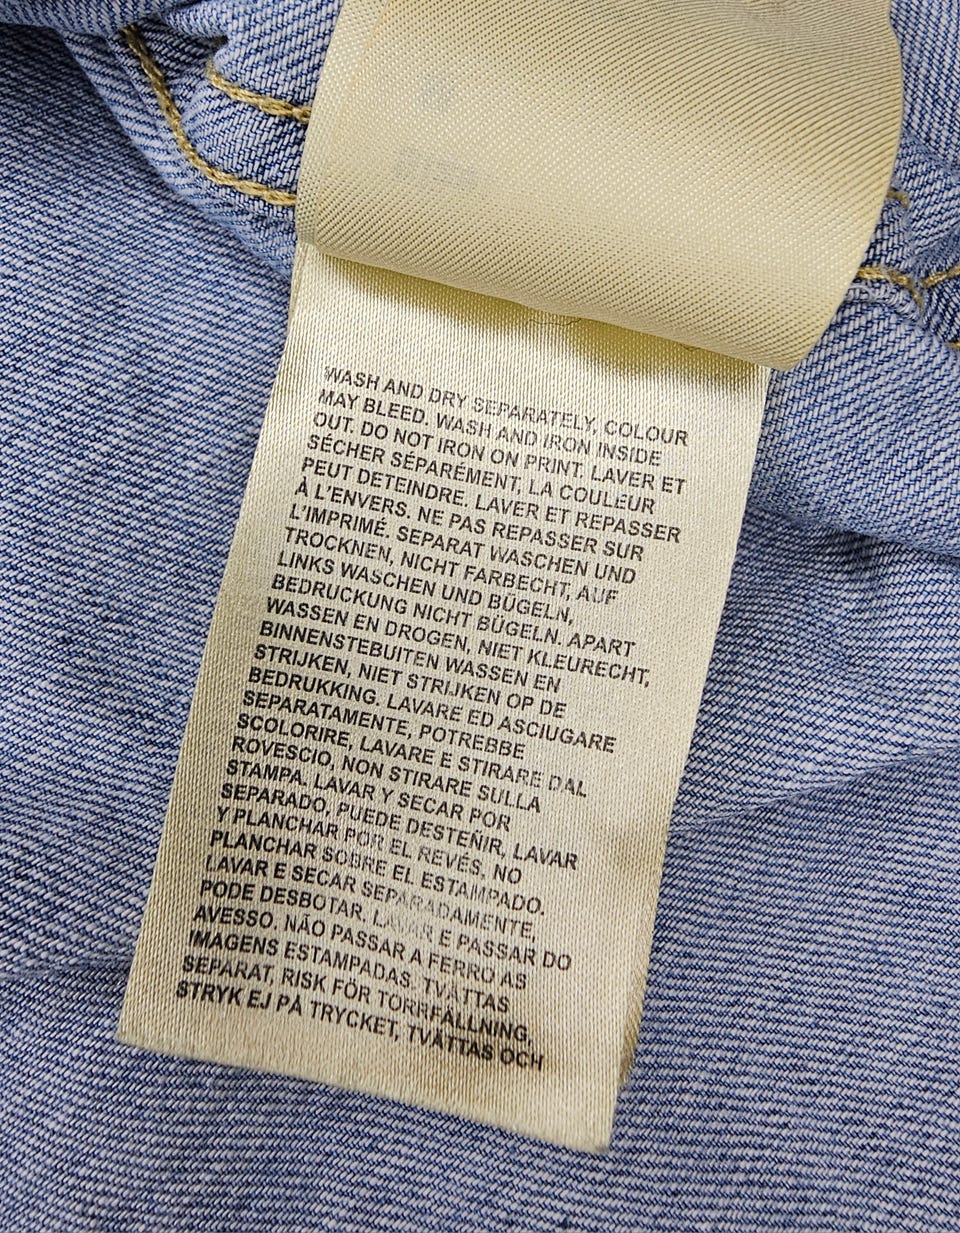 WASH AND DRY SEPARATELY, COLOUR
MAY BLEED. WASH AND IRON INSIDE
OUT. DO NOT IRON ON PRINT. LAVER ET
SÉCHER SÉPARÉMENT, LA COULEUR
PEUT DETEINDRE. LAVER ET REPASSER
À L'ENVERS. NE PAS REPASSER SUR
L'IMPRIMÉ. SEPARAT WASCHEN UND
TROCKNEN, NICHT FARBECHT, AUF
LINKS WASCHEN UND BÜGELN,
BEDRUCKUNG NICHT BÜGELN. APART
WASSEN EN DROGEN, NIET KLEURECHT,
BINNENSTEBUITEN WASSEN EN
STRIJKEN, NIET STRIJKEN OP DE
BEDRUKKING. LAVARE ED ASCIUGARE
SEPARATAMENTE, POTREBBE
SCOLORIRE, LAVARE E STIRARE DAL
ROVESCIO, NON STIRARE SULLA
STAMPA. LAVAR Y SECAR POR
SEPARADO, PUEDE DESTEÑIR, LAVAR
Y PLANCHAR POR EL REVÉS. NO
PLANCHAR SOBRE EL ESTAMPADO.
LAVAR E SECAR SEPARADAMENTE,
PODE DESBOTAR. LAVAR E PASSAR DO
AVESSO. NÃO PASSAR A FERRO AS
IMAGENS ESTAMPADAS. TVÄTTAS
SEPARAT, RISK FÖR TORRFÄLLNING,
STRYK EJ PÅ TRYCKET, TVÄTTAS OCH